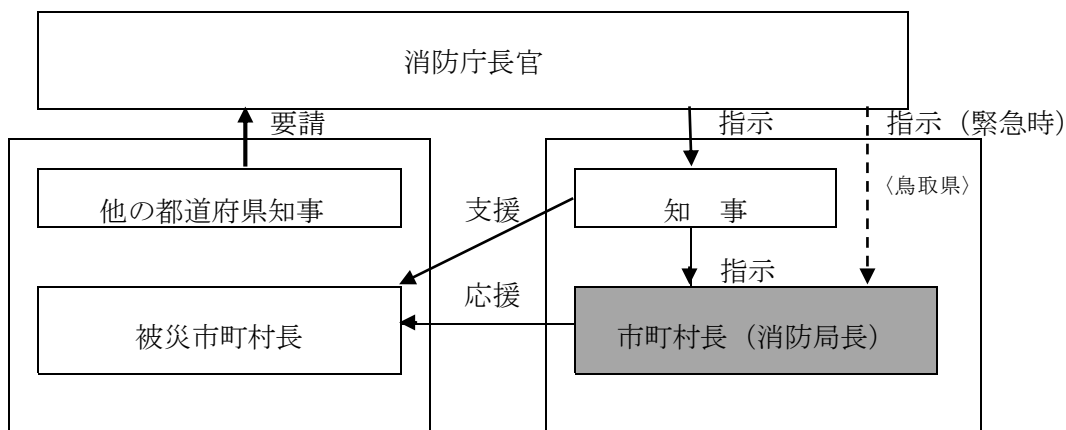 消防庁長官
要請
指示
指示（緊急時）
〈鳥取県〉
他の都道府県知事
支援
知　事
指示
応援
被災市町村長
市町村長（消防局長）